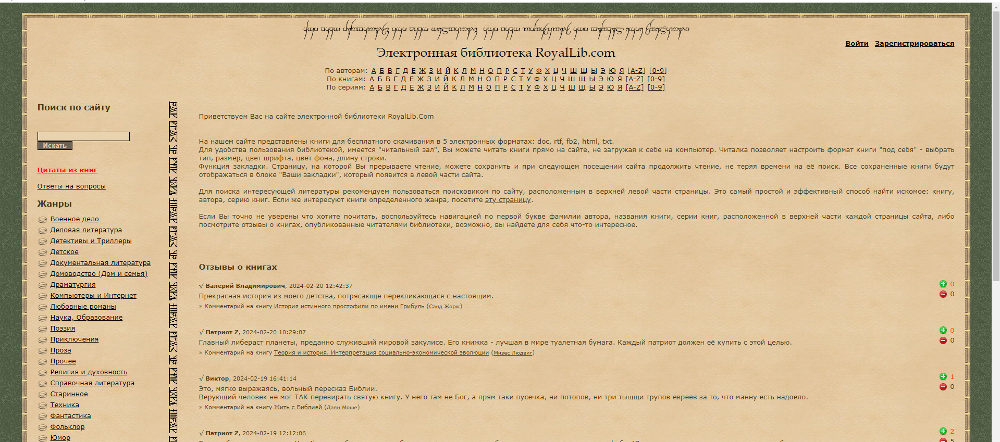 Войти Зарегистрироваться
Электронная библиотека RoyalLib.com
По авторам: А Б В Г Д Е Ж З И Й К Л М Н О П Р С Т У Ф Х Ц Ч Ш Щ Ы Э Ю Я [A-Z] [0-9]
По книгам: А Б В Г Д Е Ж З И Й К Л М Н О П Р С Т У Ф Х Ц Ч Ш Щ Ы Э Ю Я [A-Z] [0-9]
По сериям: А Б В Г Д Е Ж З И Й К Л М Н О П Р С Т У Ф Х Ц Ч Ш Щ Ы Э Ю Я [A-Z] [0-9]
Поиск по сайту
Искать
Цитаты из книг
Ответы на вопросы
Жанры
Военное дело
Деловая литература
Детективы и Триллеры
Детское
Документальная литература
Домоводство (Дом и семья)
Драматургия
Компьютеры и Интернет
Любовные романы
Наука, Образование
Поэзия
Приключения
Проза
Прочее
Религия и духовность
Справочная литература
Старинное
Техника
Фантастика
Фольклор
Юмор
Приветствуем Вас на сайте электронной библиотеки RoyalLib.Com
На нашем сайте представлены книги для бесплатного скачивания в 5 электронных форматах: doc, rtf, fb2, html, txt.
Для удобства пользования библиотекой, имеется "читальный зал", Вы можете читать книги прямо на сайте, не загружая к себе на компьютер. Читалка позволяет настроить формат книги "под себя" - выбрать
тип, размер, цвет шрифта, цвет фона, длину строки.
Функция закладки. Страницу, на которой Вы прерываете чтение, можете сохранить и при следующем посещении сайта продолжить чтение, не теряя времени на её поиск. Все сохраненные книги будут
отображаться в блоке "Ваши закладки", который появится в левой части сайта.
Для поиска интересующей литературы рекомендуем пользоваться поисковиком по сайту, расположенным в верхней левой части страницы. Это самый простой и эффективный способ найти искомое: книгу,
автора, серию книг. Если же интересуют книги определенного жанра, посетите эту страницу.
Если Вы точно не уверены что хотите почитать, воспользуйтесь навигацией по первой букве фамилии автора, названия книги, серии книг, расположенной в верхней части каждой страницы сайта, либо
посмотрите отзывы о книгах, опубликованные читателями библиотеки, возможно, вы найдете для себя что-то интересное.
Отзывы о книгах
√ Валерий Владимирович, 2024-02-20 12:42:37
0
Прекрасная история из моего детства, потрясающе перекликающаяся с настоящим.
0
» Комментарий на книгу История истинного простофили по имени Грибуль (Санд Жорж)
√ Патриот Z, 2024-02-20 10:29:07
0
Главный либераст планеты, преданно служивший мировой закулисе. Его книжка - лучшая в мире туалетная бумага. Каждый патриот должен её купить с этой целью.
0
» Комментарий на книгу Теория и история. Интерпретация социально-экономической эволюции (Мизес Людвиг)
√ Виктор, 2024-02-19 16:41:14
1
Это, мягко выражаясь, вольный пересказ Библии.
0
Верующий человек не мог ТАК перевирать святую книгу. У него там не Бог, а прям таки пусечка, ни потопов, ни три тыщщи трупов евреев за то, что манну есть надоело.
» Комментарий на книгу Жить с Библией (Даян Моше)
√ Патриот Z, 2024-02-19 12:12:06
2
5